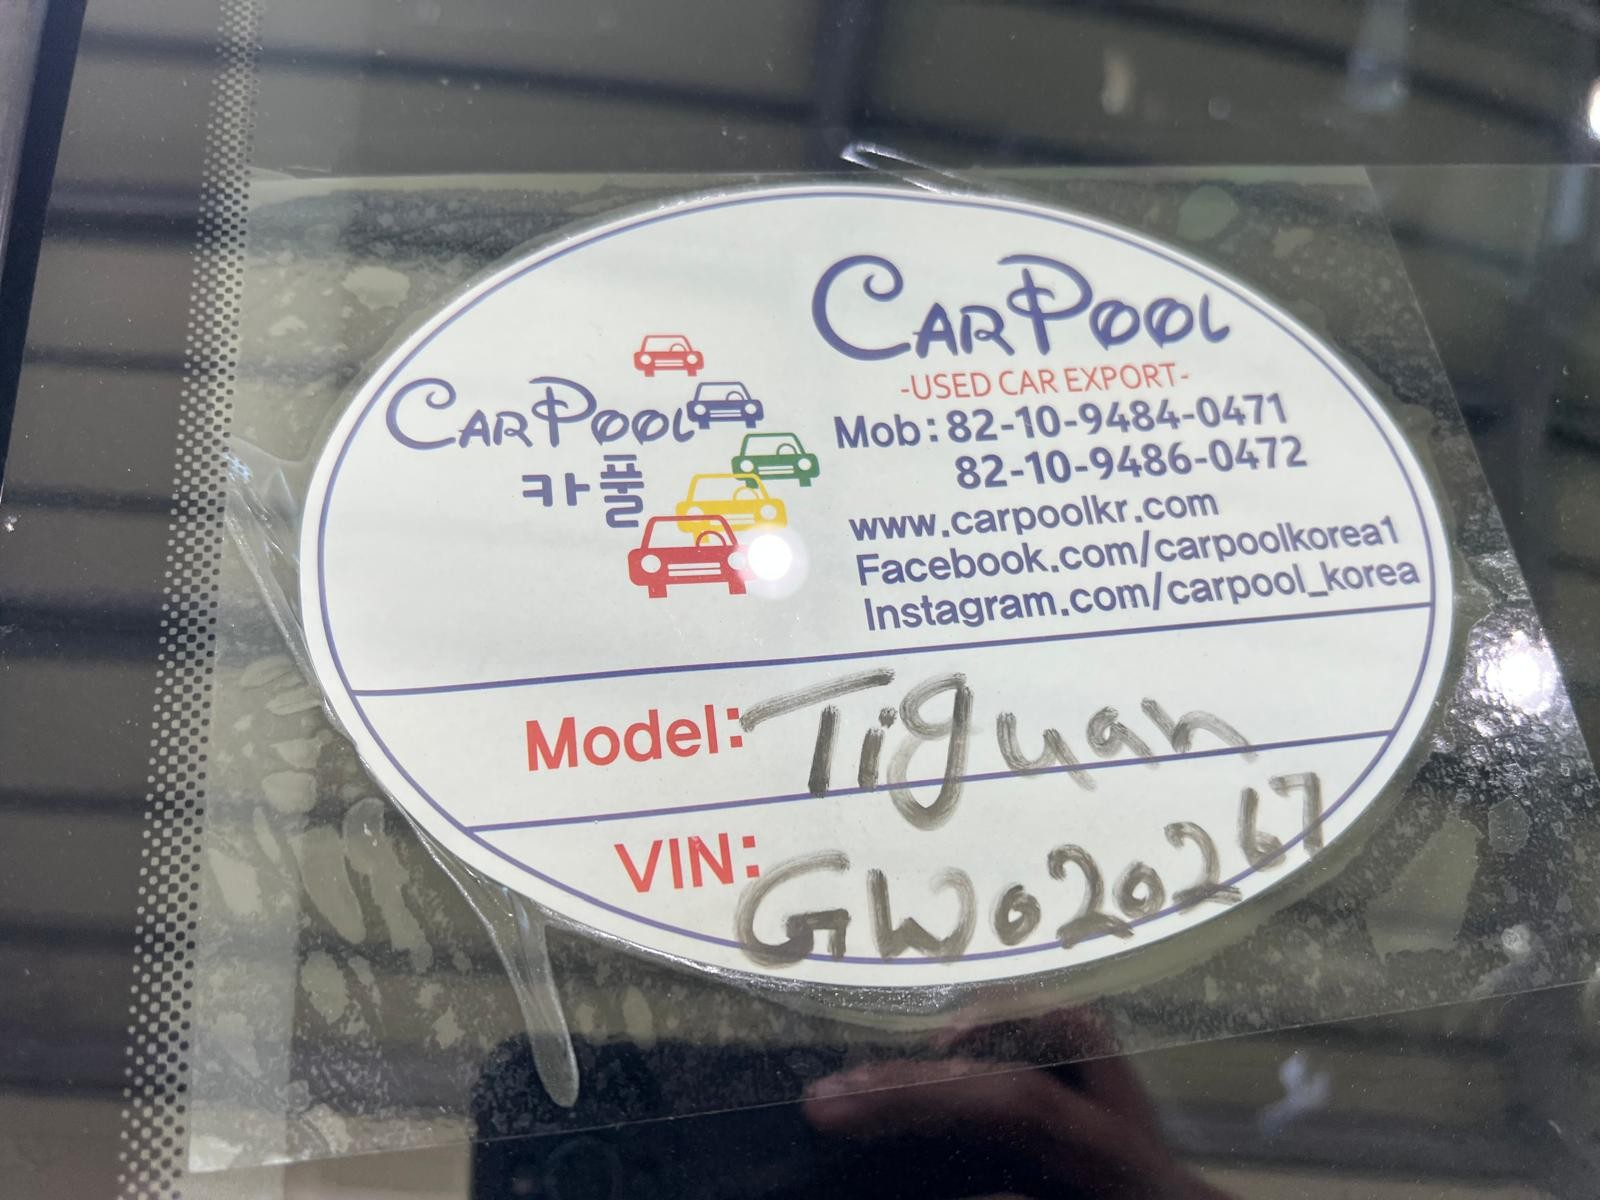 CARPOOL
카풀
CARPOOL
-USED CAR EXPORT-
Mob: 82-10-9484-0471
82-10-9486-0472
www.carpoolkr.com
Facebook.com/carpoolkorea1
Instagram.com/carpool_korea
Model: Tiguan
VIN: GW020267